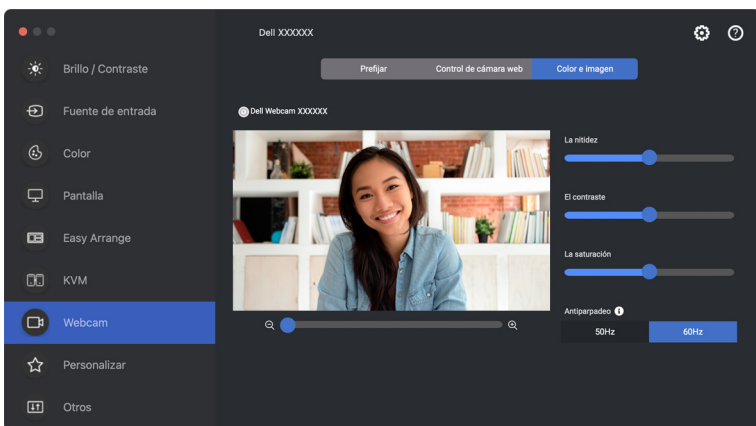 Dell XXXXXX
Brillo / Contraste
Fuente de entrada
Color
Pantalla
Easy Arrange
KVM
Webcam
Personalizar
Otros
Prefijar
Control de cámara web
Color e imagen
Dell Webcam XXXXXX
La nitidez
El contraste
La saturación
Antiparpadeo
50Hz
60Hz